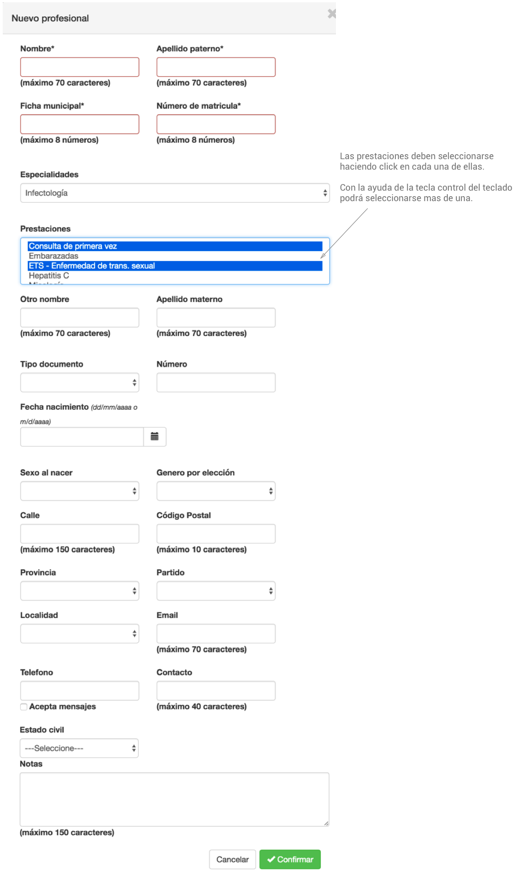 Nuevo profesional
Nombre* Apellido paterno*
(máximo 70 caracteres) (máximo 70 caracteres)
Ficha municipal* Número de matricula*
(máximo 8 números) (máximo 8 números)
Las prestaciones deben seleccionarse
haciendo click en cada una de ellas.
Con la ayuda de la tecla control del teclado
podrá seleccionarse mas de una.
Especialidades
Infectología
Prestaciones
Consulta de primera vez
Embarazadas
ETS - Enfermedad de trans. sexual
Hepatitis C
Otro nombre Apellido materno
(máximo 70 caracteres) (máximo 70 caracteres)
Tipo documento Número
Fecha nacimiento (dd/mm/aaaa o
m/d/aaaa)
Sexo al nacer Genero por elección
Calle Código Postal
(máximo 150 caracteres) (máximo 10 caracteres)
Provincia Partido
Localidad Email
(máximo 70 caracteres)
Telefono Contacto
Acepta mensajes (máximo 40 caracteres)
Estado civil
---Seleccione---
Notas
(máximo 150 caracteres)
Cancelar Confirmar